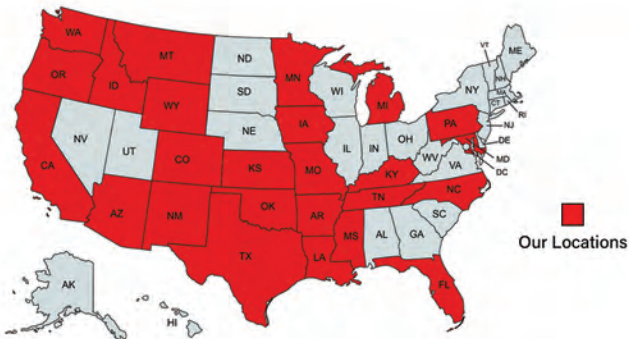 WA
MT
ND
MN
VT
ME
OR
ID
SD
WI
MI
NY
NH
MA
CT
RI
WY
IA
PA
NJ
NV
UT
NE
IL
IN
OH
DE
MD
DC
CA
CO
KS
MO
KY
WV
VA
AZ
NM
OK
AR
TN
NC
SC
TX
LA
MS
AL
GA
Our Locations
AK
HI
FL